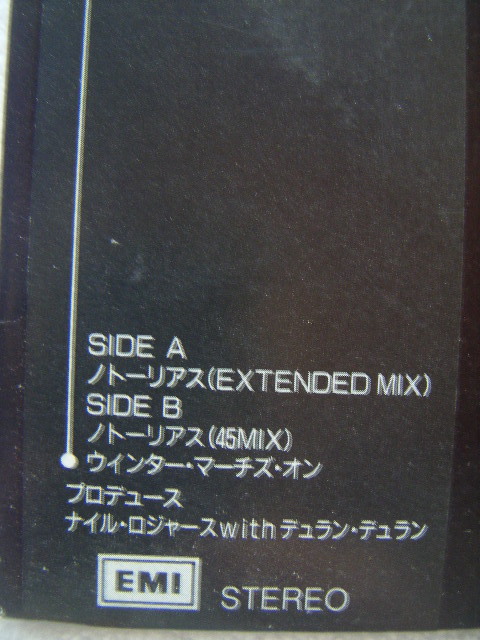 SIDE A
ノトーリアス(EXTENDED MIX)
SIDE B
ノトーリアス(45MIX)
ウインター・マーチズ・オン
プロデュース
ナイル・ロジャースwithデュラン・デュラン
EMI STEREO